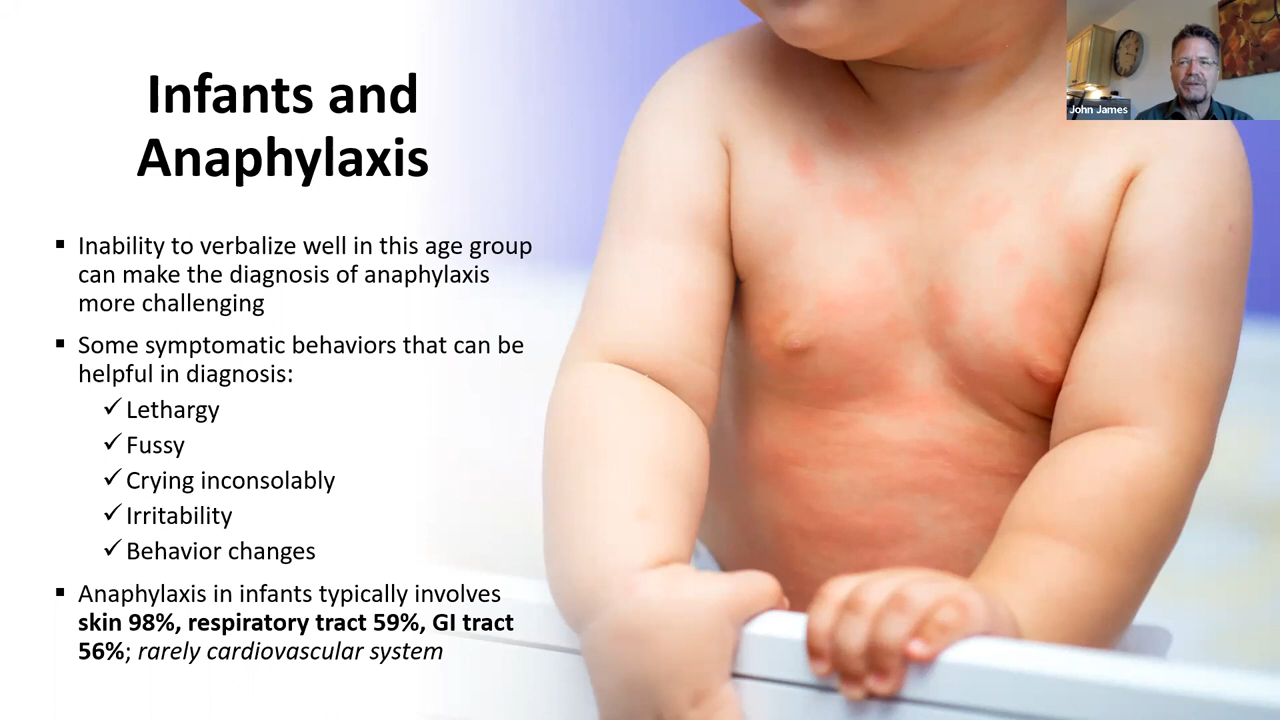 Infants and
Anaphylaxis
▪ Inability to verbalize well in this age group
can make the diagnosis of anaphylaxis
more challenging
▪ Some symptomatic behaviors that can be
helpful in diagnosis:
✓ Lethargy
✓ Fussy
✓ Crying inconsolably
✓ Irritability
✓ Behavior changes
▪ Anaphylaxis in infants typically involves
skin 98%, respiratory tract 59%, GI tract
56%; rarely cardiovascular system
John James